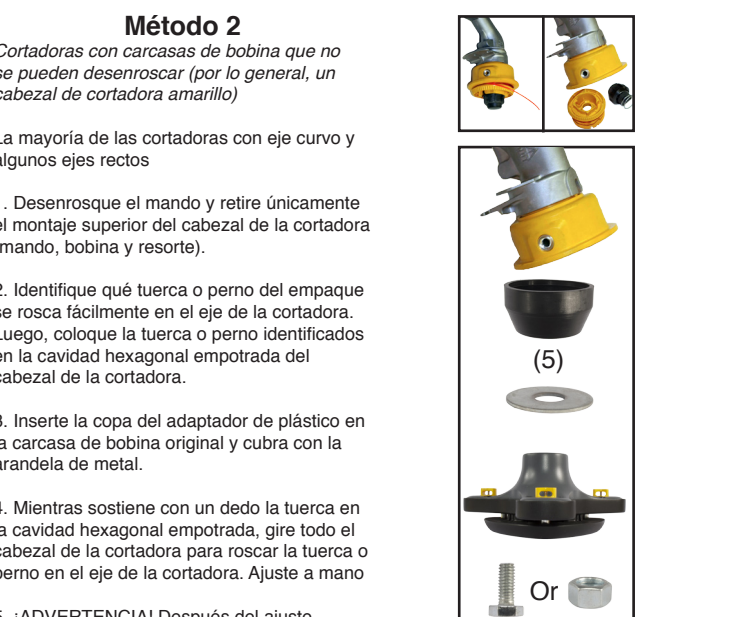 Método 2
Cortadoras con carcasas de bobina que no
se pueden desenroscar (por lo general, un
cabezal de cortadora amarillo)
La mayoría de las cortadoras con eje curvo y
algunos ejes rectos
1. Desenrosque el mando y retire únicamente
el montaje superior del cabezal de la cortadora
(mando, bobina y resorte).
2. Identifique qué tuerca o perno del empaque
se rosca fácilmente en el eje de la cortadora.
Luego, coloque la tuerca o perno identificados
en la cavidad hexagonal empotrada del
cabezal de la cortadora.
3. Inserte la copa del adaptador de plástico en
la carcasa de bobina original y cubra con la
arandela de metal.
4. Mientras sostiene con un dedo la tuerca en
la cavidad hexagonal empotrada, gire todo el
cabezal de la cortadora para roscar la tuerca o
perno en el eje de la cortadora. Ajuste a mano
5. ¡ADVERTENCIA! Después del ajuste
(5)
Or